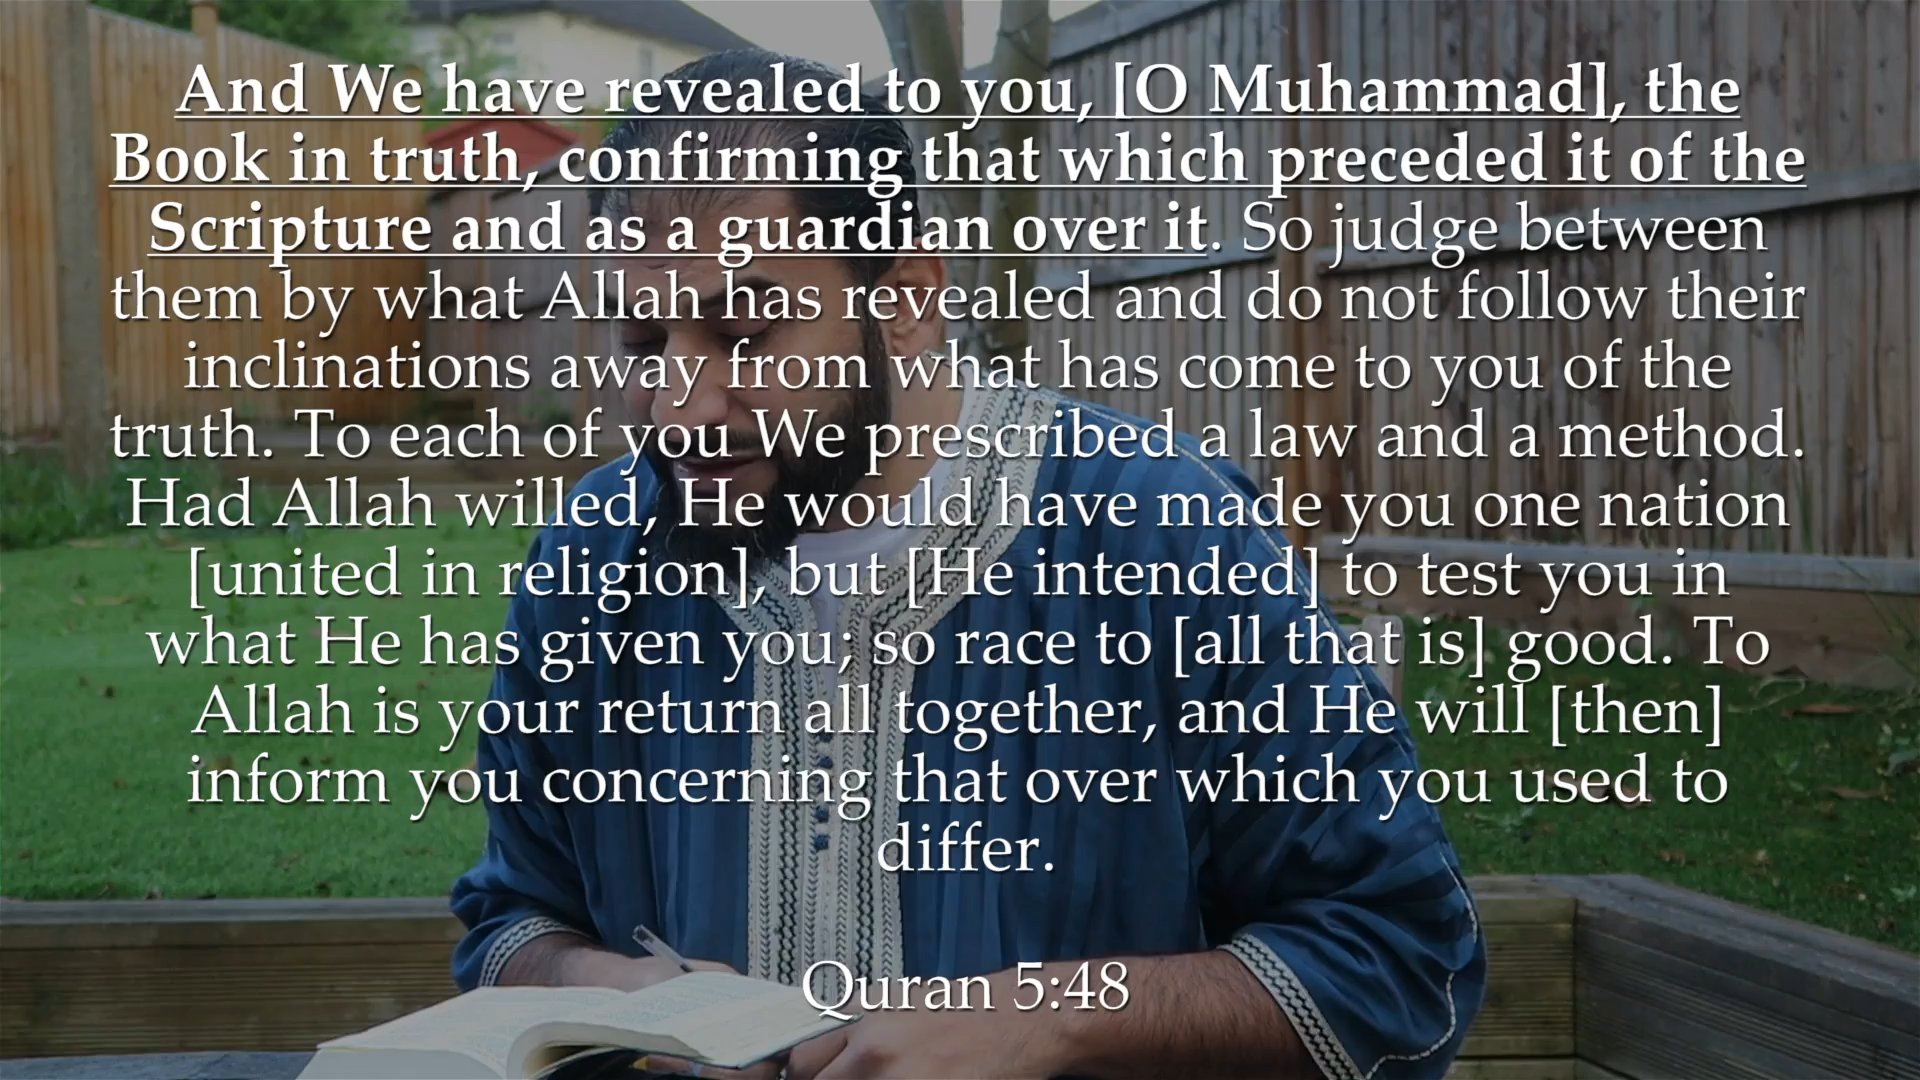 And We have revealed to you, [O Muhammad], the
Book in truth, confirming that which preceded it of the
Scripture and as a guardian over it. So judge between
them by what Allah has revealed and do not follow their
inclinations away from what has come to you of the
truth. To each of you We prescribed a law and a method.
Had Allah willed, He would have made you one nation
[united in religion], but [He intended] to test you in
what He has given you; so race to [all that is] good. To
Allah is your return all together, and He will [then]
inform you concerning that over which you used to
differ.
Quran 5:48